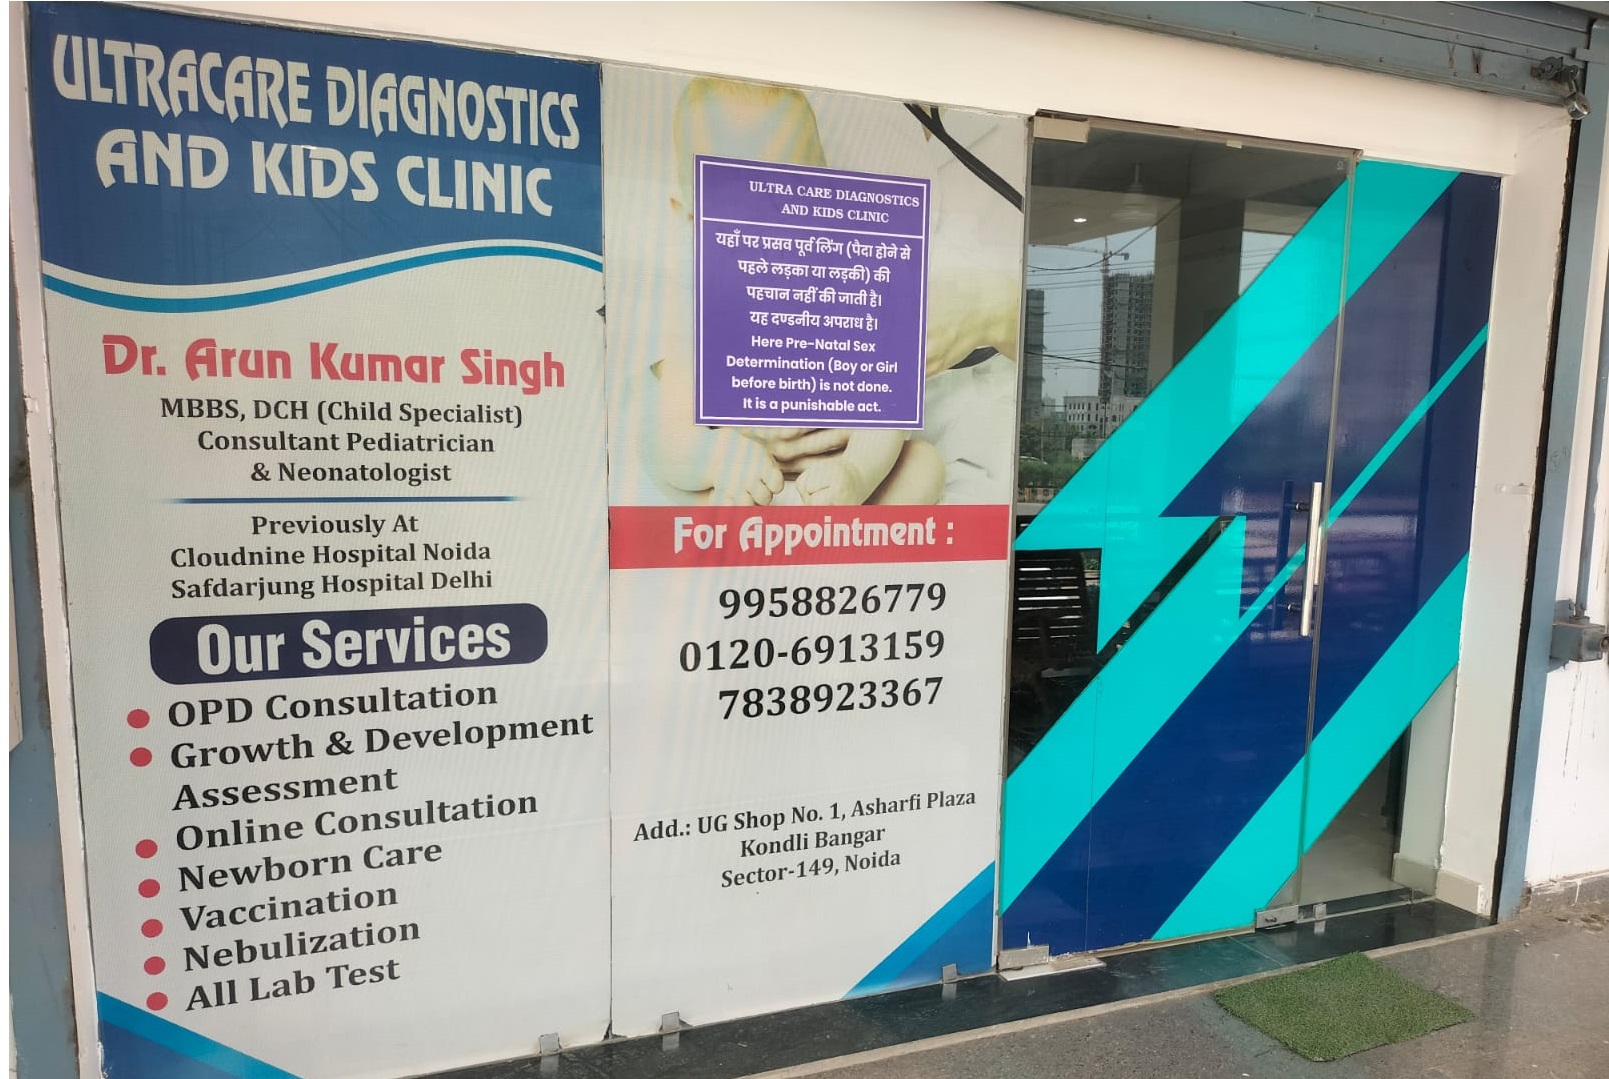 ULTRACARE DIAGNOSTICS
AND KIDS CLINIC
Dr. Arun Kumar Singh
MBBS, DCH (Child Specialist)
Consultant Pediatrician
& Neonatologist
Previously At
Cloudnine Hospital Noida
Safdarjung Hospital Delhi
Our Services
OPD Consultation
Growth & Development
Assessment
Online Consultation
Newborn Care
Vaccination
Nebulization
All Lab Test
ULTRA CARE DIAGNOSTICS
AND KIDS CLINIC
यहाँ पर प्रसव पूर्व लिंग (पैदा होने से
पहले लड़का या लड़की) की
पहचान नहीं की जाती है।
यह दण्डनीय अपराध है।
Here Pre-Natal Sex
Determination (Boy or Girl
before birth) is not done.
It is a punishable act.
For Appointment :
9958826779
0120-6913159
7838923367
Add.: UG Shop No. 1, Asharfi Plaza
Kondli Bangar
Sector-149, Noida